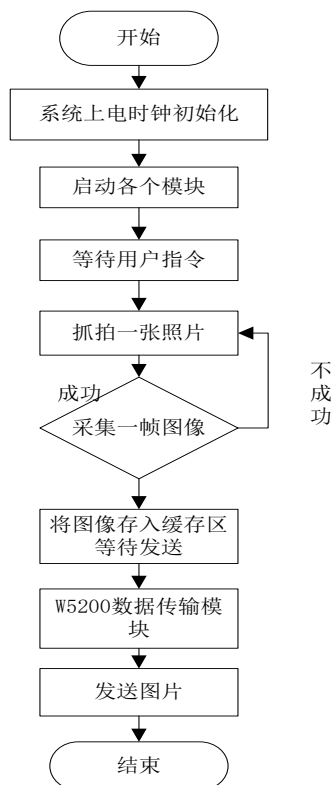 开始
系统上电时钟初始化
启动各个模块
等待用户指令
抓拍一张照片
不
成
功
成功
采集一帧图像
将图像存入缓存区
等待发送
W5200数据传输模
块
发送图片
结束